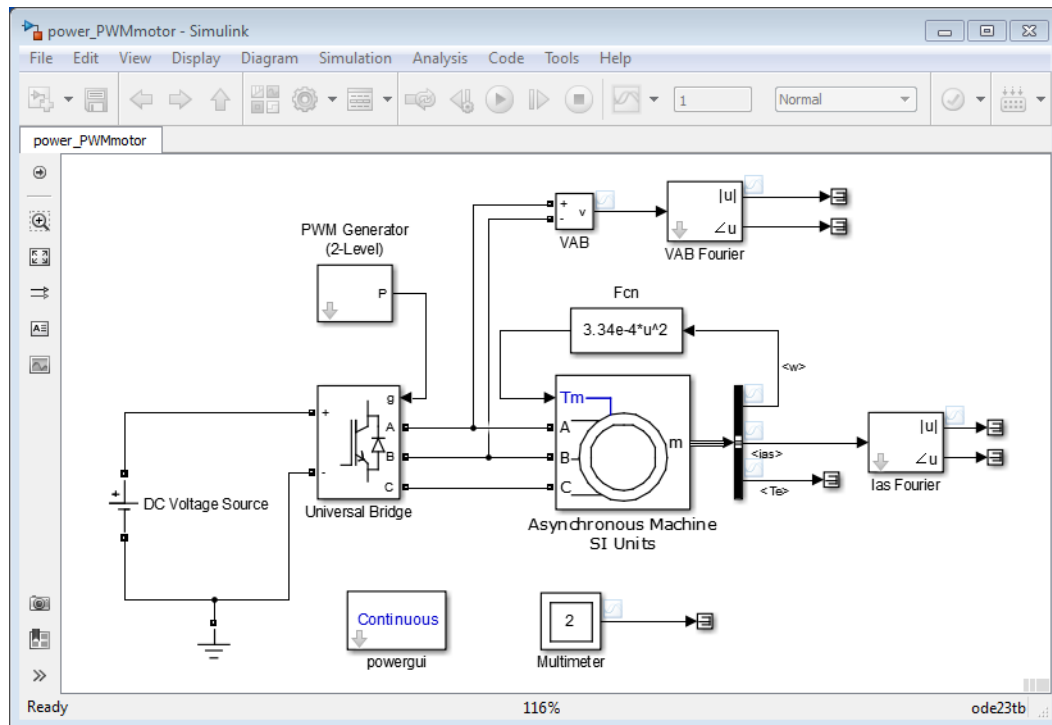 power_PWMmotor - Simulink
File Edit View Display Diagram Simulation Analysis Code Tools Help
1
Normal
power_PWMmotor
+
-
v
VAB
|u|
∠u
VAB Fourier
PWM Generator
(2-Level)
P
Fcn
3.34e-4*u^2
<w>
g
+
A
B
-
C
Universal Bridge
Tm
A
B
C
m
Asynchronous Machine
SI Units
<ias>
<Te>
|u|
∠u
Ias Fourier
+
DC Voltage Source
Continuous
powergui
2
Multimeter
Ready
116%
ode23tb